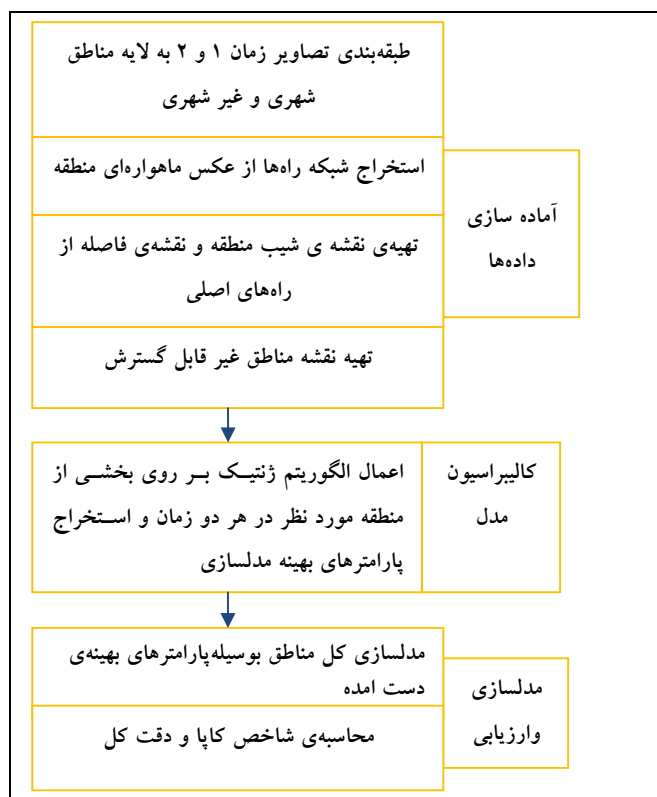 طبقه‌بندی تصاویر زمان ۱ و ۲ به لایه مناطق
شهری و غیر شهری
استخراج شبکه راه‌ها از عکس ماهواره‌ای منطقه
تهیه‌ی نقشه ی شیب منطقه و نقشه‌ی فاصله از
راه‌های اصلی
تهیه نقشه مناطق غیر قابل گسترش
آماده سازی
داده‌ها
کالیبراسیون
مدل
اعمال الگوریتم ژنتیک بر روی بخشی از
منطقه مورد نظر در هر دو زمان و استخراج
پارامترهای بهینه مدلسازی
مدلسازی کل مناطق بوسیله‌پارامترهای بهینه‌ی
دست امده
محاسبه‌ی شاخص کاپا و دقت کل
مدلسازی
وارزیابی